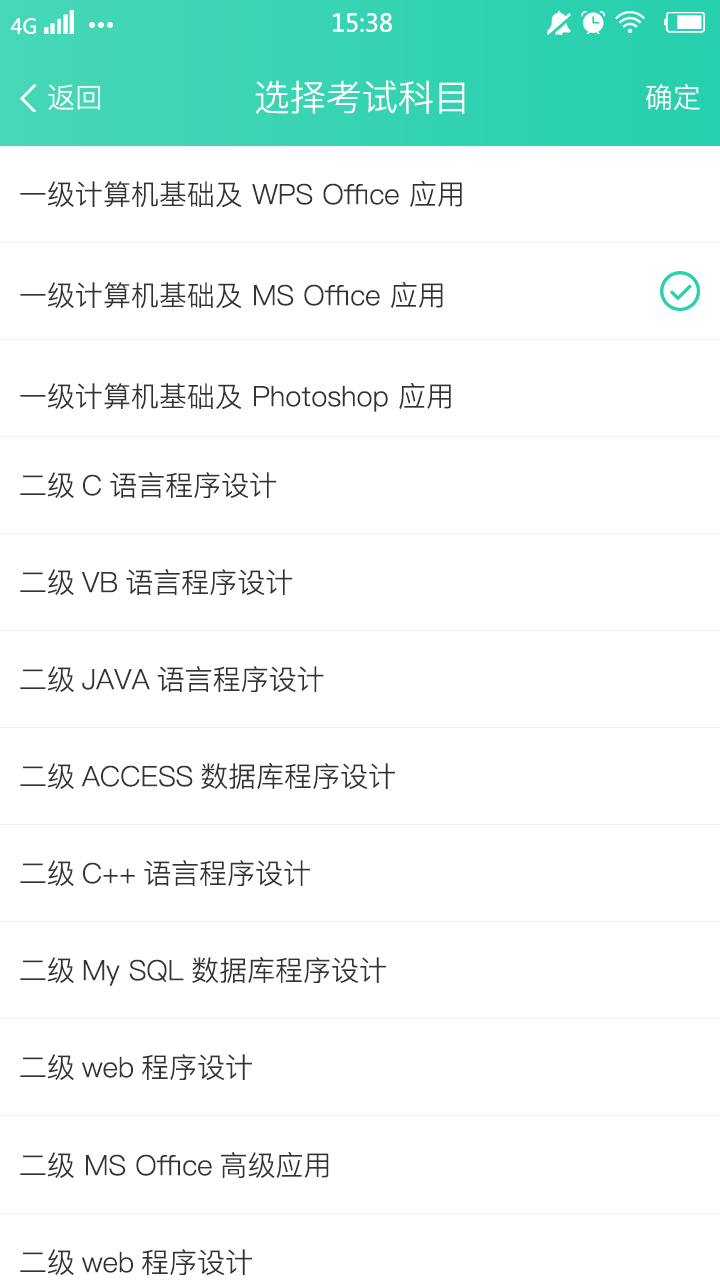 4G 15:38
返回 选择考试科目 确定
一级计算机基础及 WPS Office 应用
一级计算机基础及 MS Office 应用
一级计算机基础及 Photoshop 应用
二级 C 语言程序设计
二级 VB 语言程序设计
二级 JAVA 语言程序设计
二级 ACCESS 数据库程序设计
二级 C++ 语言程序设计
二级 My SQL 数据库程序设计
二级 web 程序设计
二级 MS Office 高级应用
二级 web 程序设计